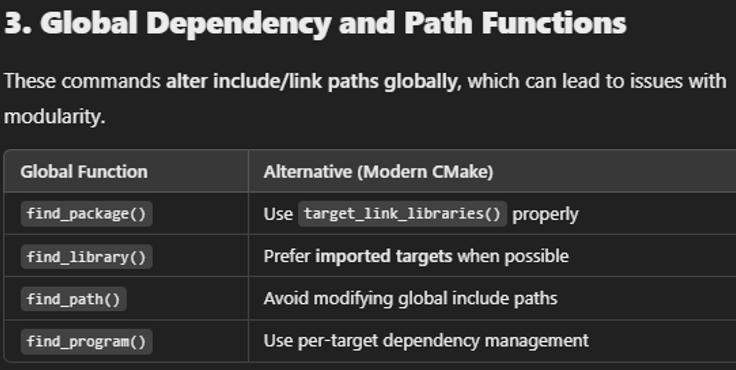 3. Global Dependency and Path Functions
These commands alter include/link paths globally, which can lead to issues with
modularity.
Global Function Alternative (Modern CMake)
find_package() Use target_link_libraries() properly
find_library() Prefer imported targets when possible
find_path() Avoid modifying global include paths
find_program() Use per-target dependency management